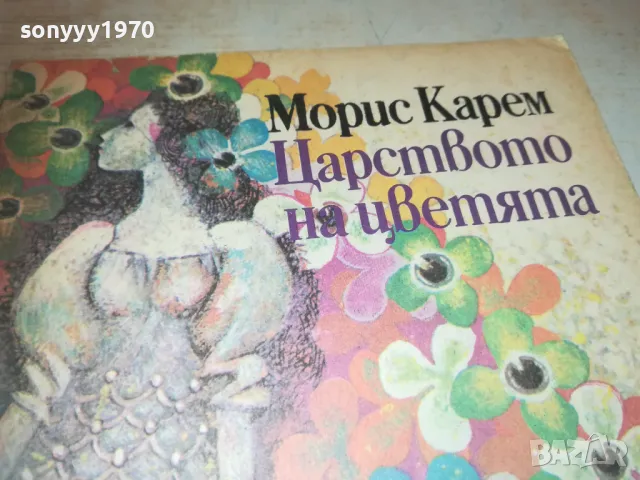 sonyyy1970
Морис Карем
Царството
на цветята
BAZAR